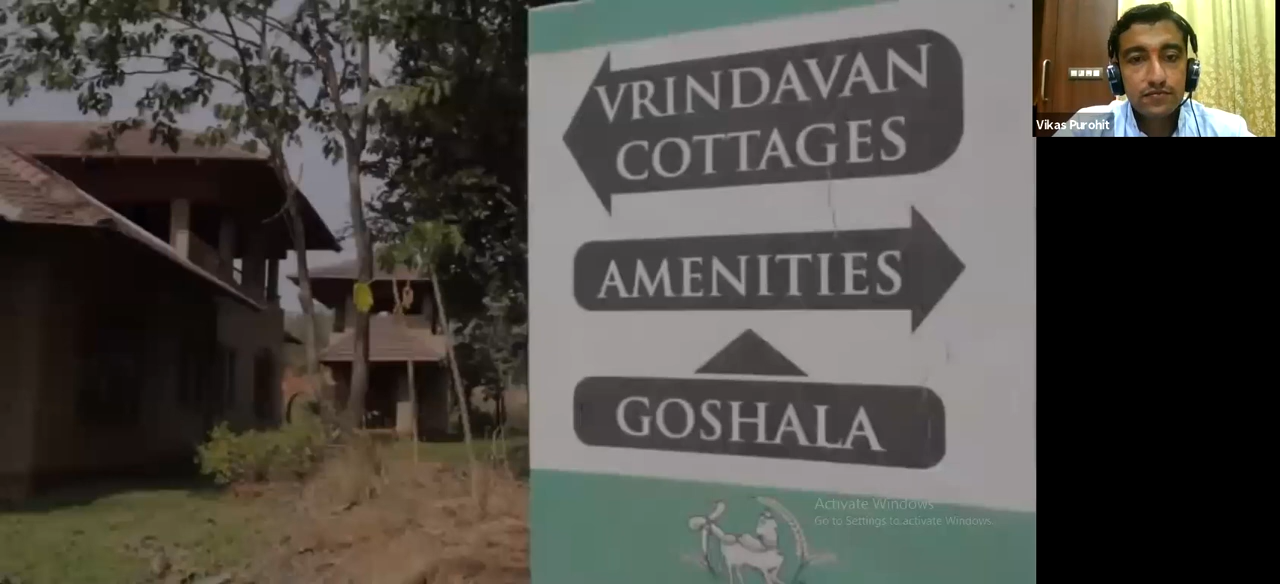 VRINDAVAN
COTTAGES
AMENITIES
GOSHALA
Vikas Purohit
Activate Windows
Go to Settings to activate Windows.